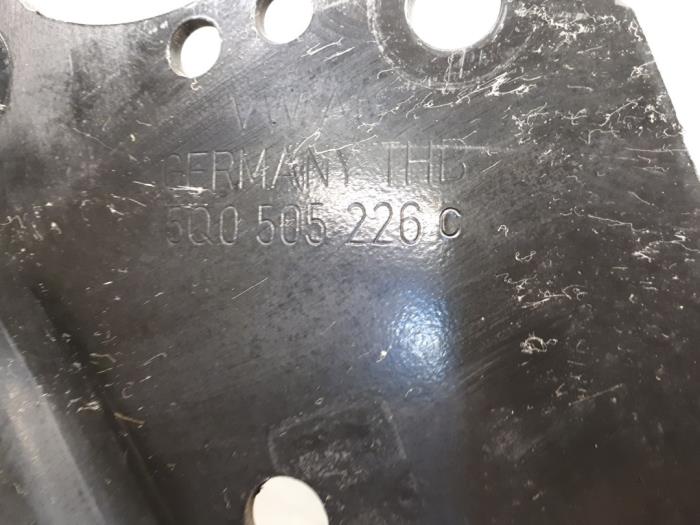 VW AG
GERMANY THB
5Q0 505 226 C